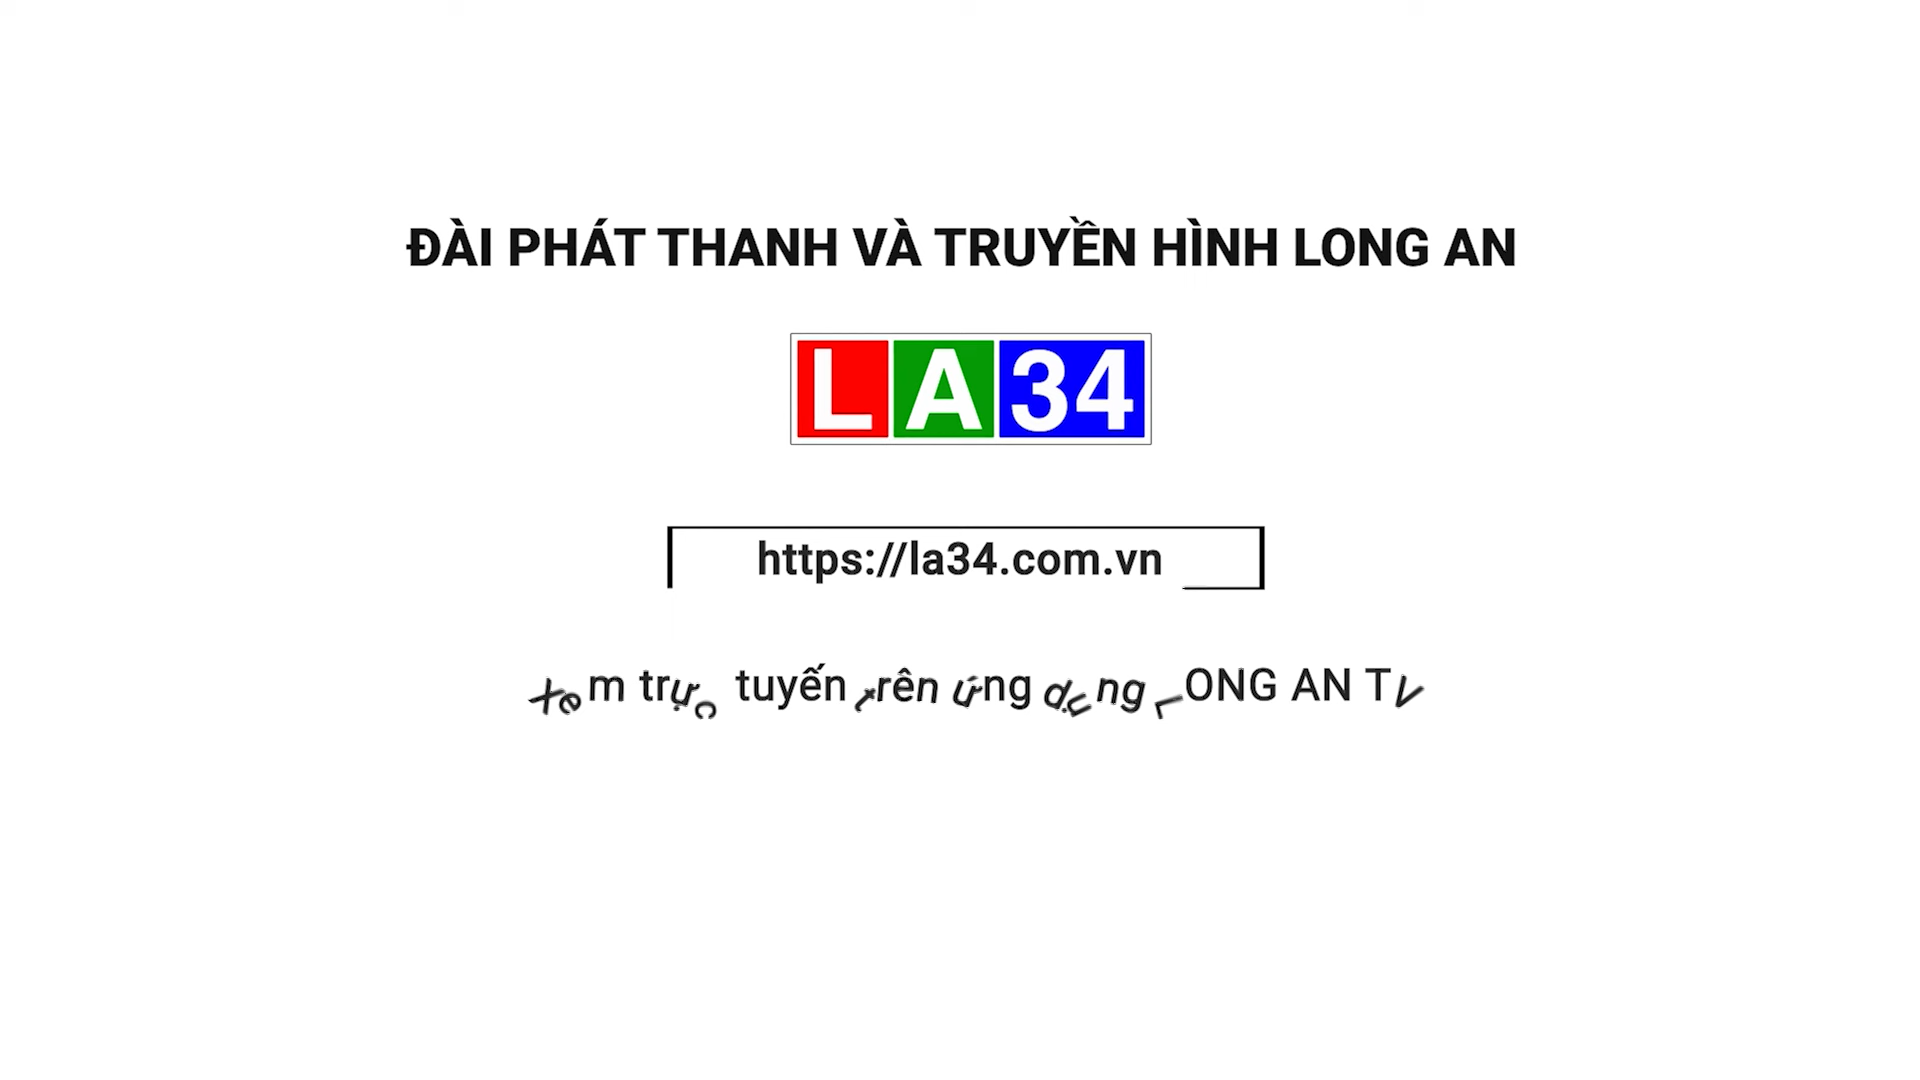 ĐÀI PHÁT THANH VÀ TRUYỀN HÌNH LONG AN
LA34
https://la34.com.vn
Xem trực tuyến trên ứng dụng LONG AN TV